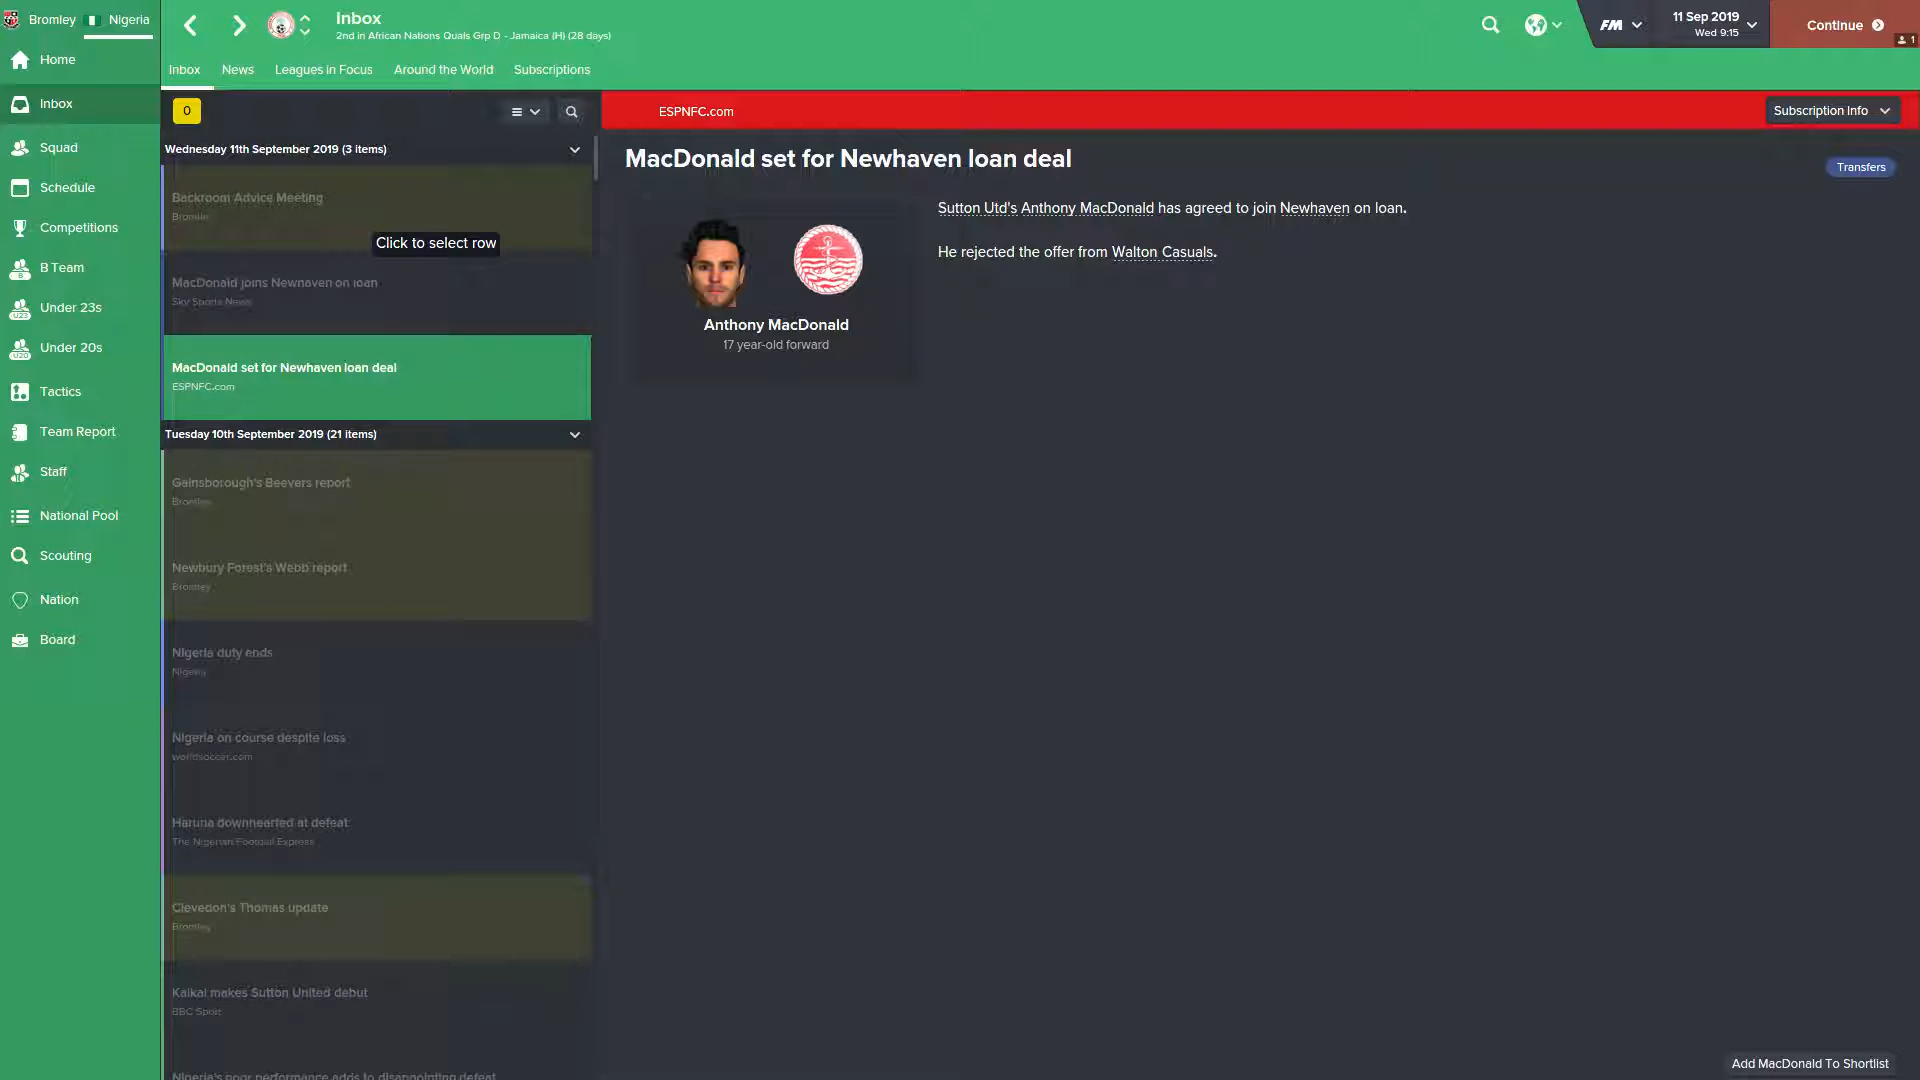 Bromley
Nigeria
Inbox
2nd in African Nations Quals Grp D - Jamaica (H) (28 days)
FM
11 Sep 2019
Wed 9:15
Continue
1
Home
Inbox
Squad
Schedule
Competitions
B Team
Under 23s
Under 20s
Tactics
Team Report
Staff
National Pool
Scouting
Nation
Board
Inbox
News
Leagues in Focus
Around the World
Subscriptions
0
Wednesday 11th September 2019 (3 items)
Backroom Advice Meeting
Bromley
Click to select row
MacDonald joins Newhaven on loan
Sky Sports News
MacDonald set for Newhaven loan deal
ESPNFC.com
Tuesday 10th September 2019 (21 items)
Gainsborough's Beevers report
Bromley
Newbury Forest's Webb report
Bromley
Nigeria duty ends
Nigeria
Nigeria on course despite loss
worldsoccer.com
Haruna downhearted at defeat
The Nigerian Football Express
Clevedon's Thomas update
Bromley
Kaikai makes Sutton United debut
BBC Sport
Nigeria's poor performance adds to disappointing defeat
ESPNFC.com
Subscription Info
MacDonald set for Newhaven loan deal
Transfers
Anthony MacDonald
17 year-old forward
Sutton Utd's Anthony MacDonald has agreed to join Newhaven on loan.
He rejected the offer from Walton Casuals.
Add MacDonald To Shortlist